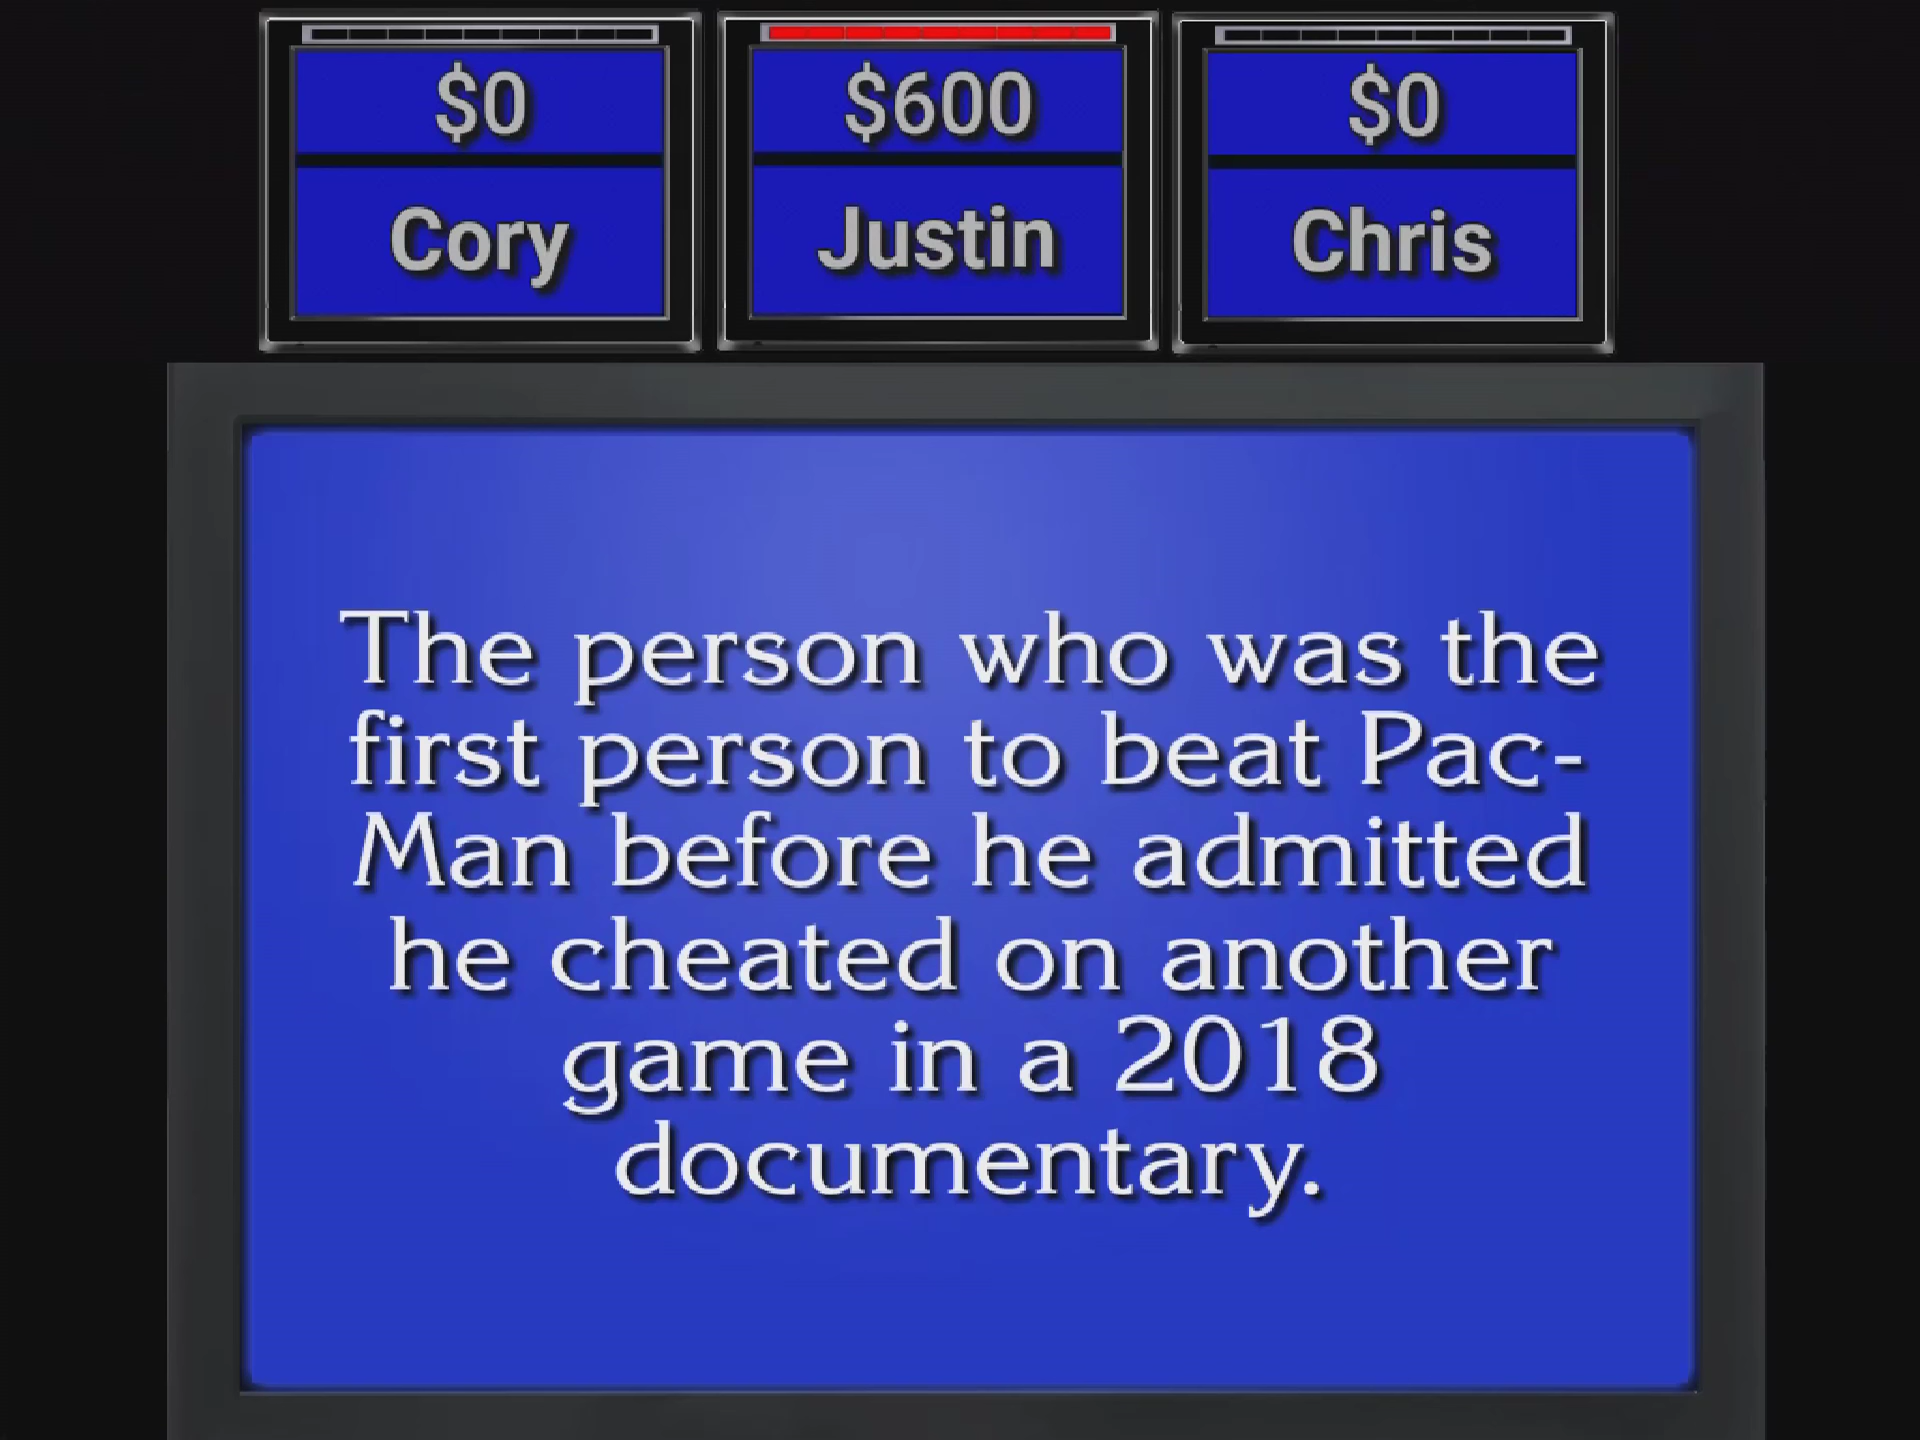 $0
$600
$0
Cory
Justin
Chris
The person who was the
first person to beat Pac-
Man before he admitted
he cheated on another
game in a 2018
documentary.